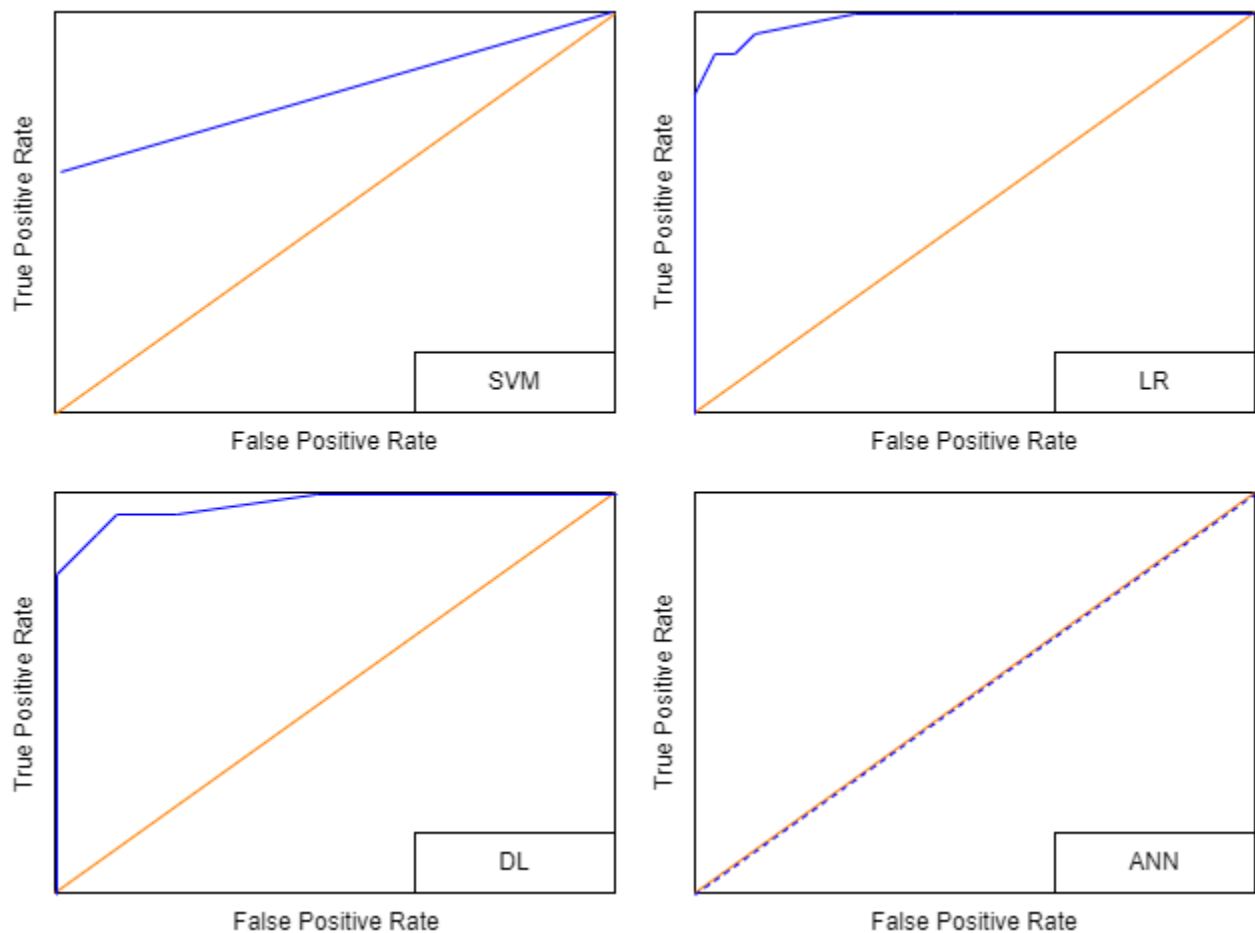 True Positive Rate
SVM
False Positive Rate
True Positive Rate
LR
False Positive Rate
True Positive Rate
DL
False Positive Rate
True Positive Rate
ANN
False Positive Rate